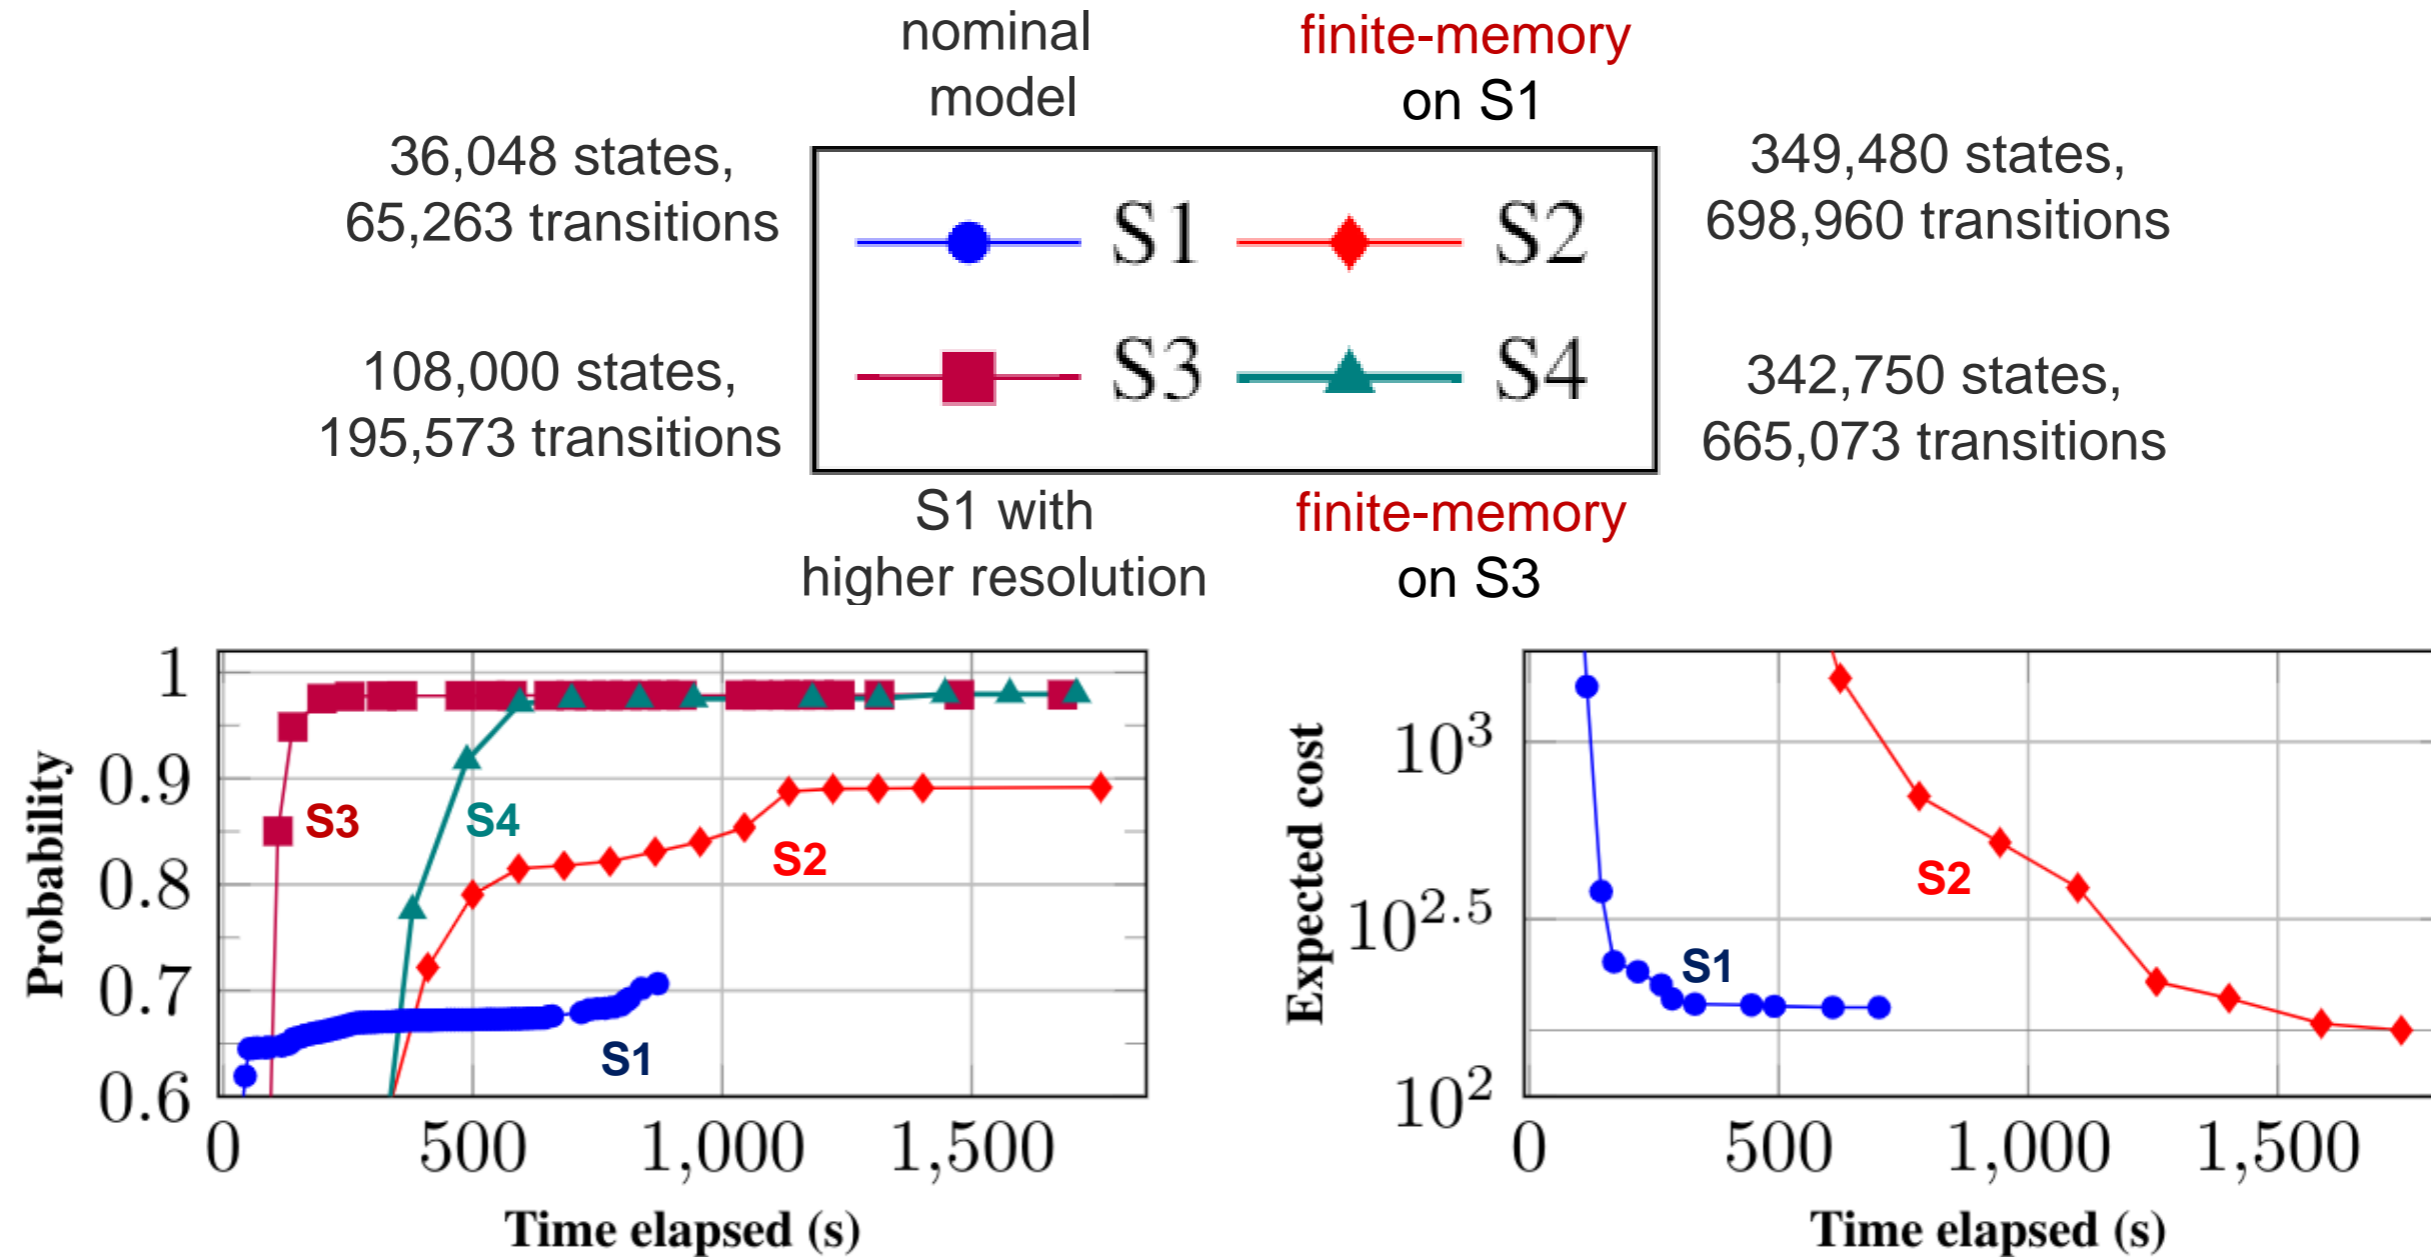 nominal
model
finite-memory
on S1
36,048 states,
65,263 transitions
S1
S2
349,480 states,
698,960 transitions
108,000 states,
195,573 transitions
S3
S4
342,750 states,
665,073 transitions
S1 with
higher resolution
finite-memory
on S3
Probability
1
0.9
0.8
0.7
0.6
S3
S4
S2
S1
0
500
1,000
1,500
Time elapsed (s)
Expected cost
10^3
10^2.5
10^2
S1
S2
0
500
1,000
1,500
Time elapsed (s)